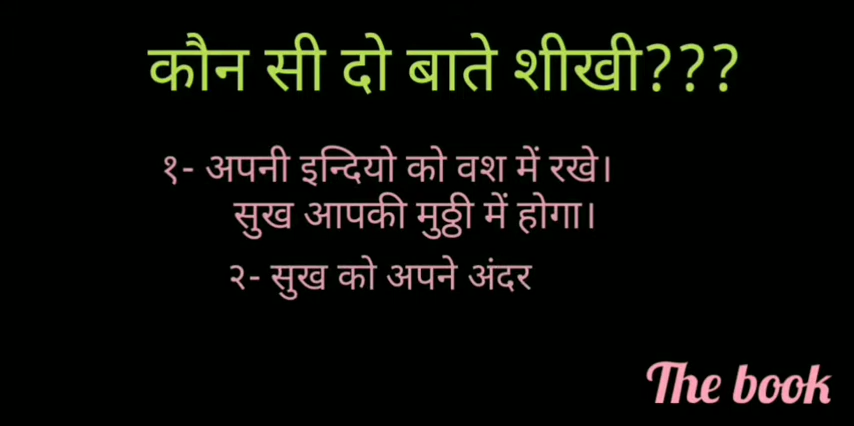 कौन सी दो बाते शीखी???
१- अपनी इन्दियो को वश में रखे।
सुख आपकी मुठ्ठी में होगा।
२- सुख को अपने अंदर
The book